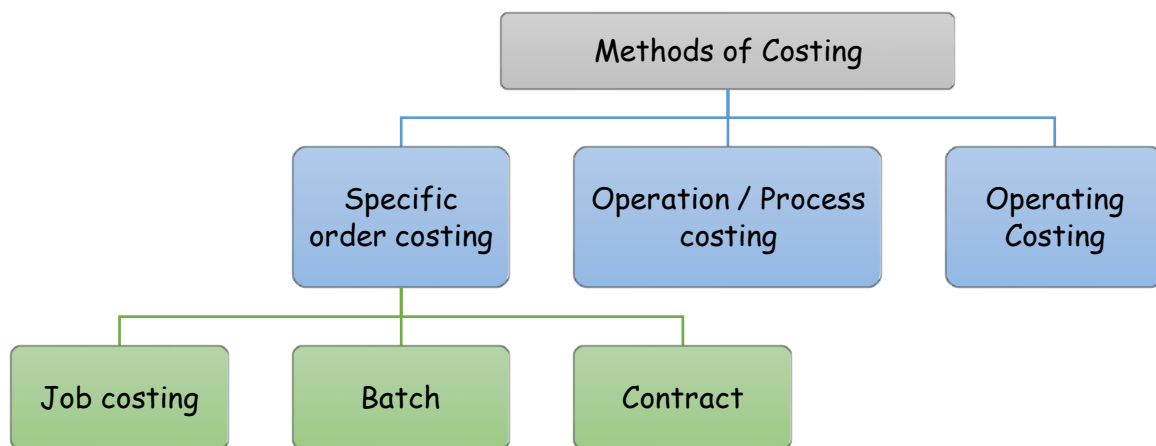 Methods of Costing
Specific
order costing
Operation / Process
costing
Operating
Costing
Job costing
Batch
Contract